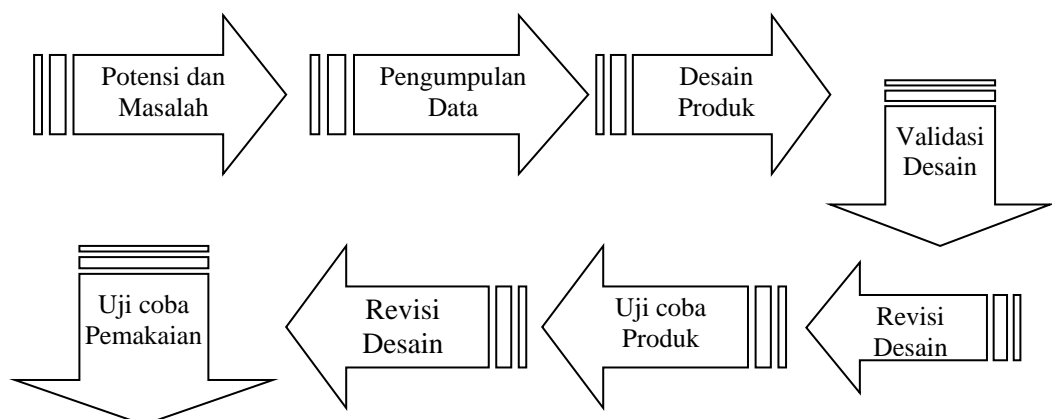 Potensi dan
Masalah
Pengumpulan
Data
Desain
Produk
Validasi
Desain
Revisi
Desain
Uji coba
Produk
Revisi
Desain
Uji coba
Pemakaian